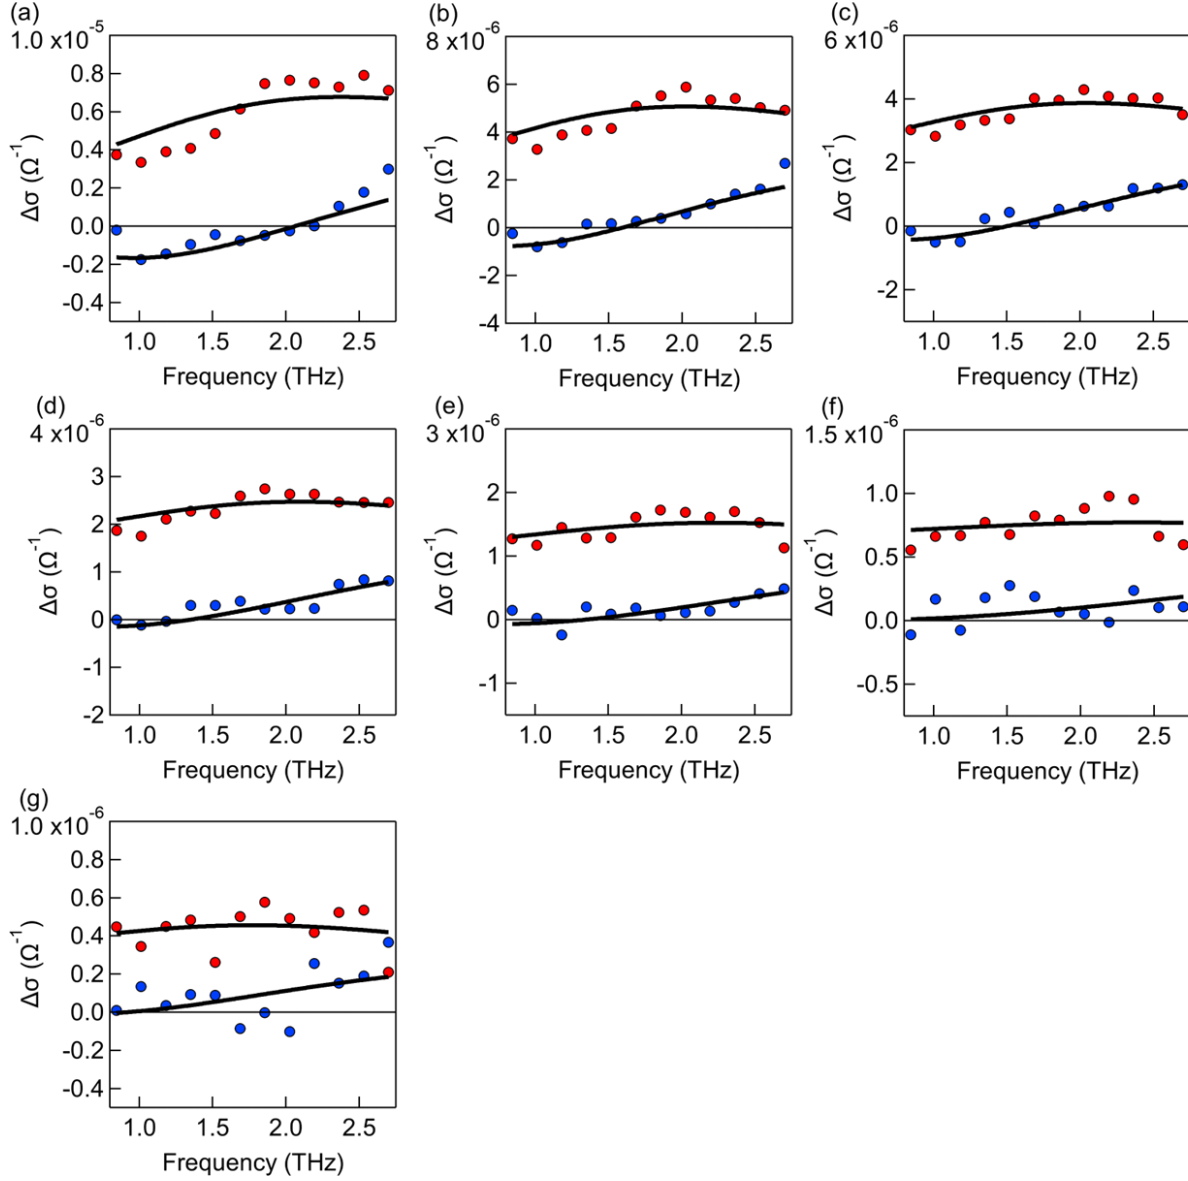 (a)
1.0 x10⁻⁵
0.8
0.6
0.4
0.2
0.0
-0.2
-0.4
Δσ (Ω⁻¹)
1.0 1.5 2.0 2.5
Frequency (THz)
(b)
8 x10⁻⁶
6
4
2
0
-2
-4
Δσ (Ω⁻¹)
1.0 1.5 2.0 2.5
Frequency (THz)
(c)
6 x10⁻⁶
4
2
0
-2
Δσ (Ω⁻¹)
1.0 1.5 2.0 2.5
Frequency (THz)
(d)
4 x10⁻⁶
3
2
1
0
-1
-2
Δσ (Ω⁻¹)
1.0 1.5 2.0 2.5
Frequency (THz)
(e)
3 x10⁻⁶
2
1
0
-1
Δσ (Ω⁻¹)
1.0 1.5 2.0 2.5
Frequency (THz)
(f)
1.5 x10⁻⁶
1.0
0.5
0.0
-0.5
Δσ (Ω⁻¹)
1.0 1.5 2.0 2.5
Frequency (THz)
(g)
1.0 x10⁻⁶
0.8
0.6
0.4
0.2
0.0
-0.2
-0.4
Δσ (Ω⁻¹)
1.0 1.5 2.0 2.5
Frequency (THz)